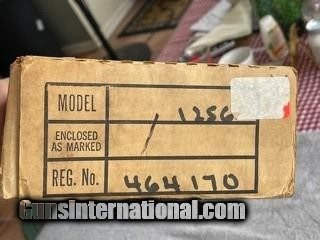 MODEL 1256
ENCLOSED
AS MARKED /
REG. No. 464170
GunsInternational.com